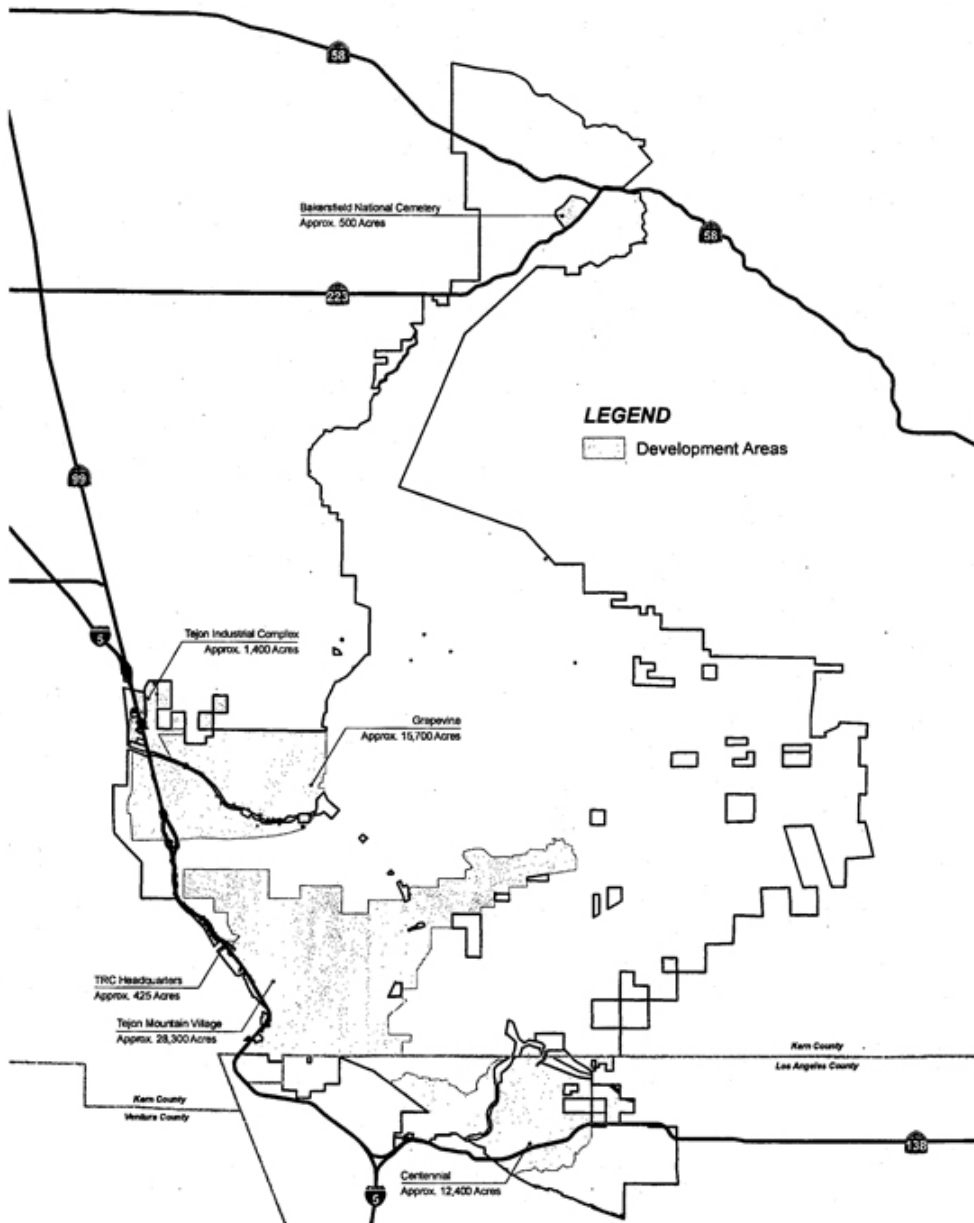 58
Bakersfield National Cemetery
Approx. 500 Acres
58
223
LEGEND
Development Areas
99
5
Tejon Industrial Complex
Approx. 1,400 Acres
Grapevine
Approx. 15,700 Acres
TRC Headquarters
Approx. 425 Acres
Tejon Mountain Village
Approx. 28,300 Acres
Kern County
Los Angeles County
Kern County
Ventura County
138
Centennial
Approx. 12,400 Acres
5